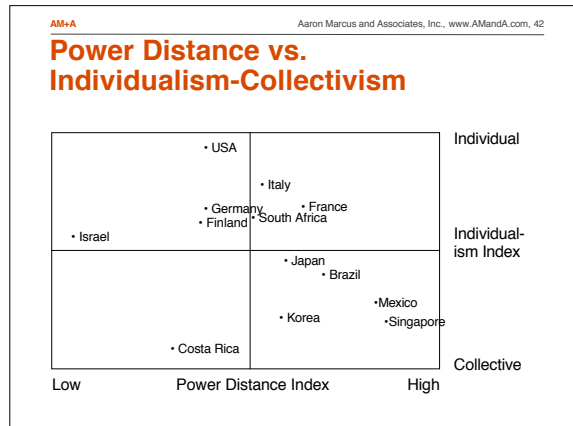 AM+A
Aaron Marcus and Associates, Inc., www.AMandA.com, 42
Power Distance vs.
Individualism-Collectivism
• USA
Individual
• Italy
• Germany
• France
• Finland
• South Africa
• Israel
Individual-
ism Index
• Japan
• Brazil
• Mexico
• Korea
• Singapore
• Costa Rica
Collective
Low
Power Distance Index
High